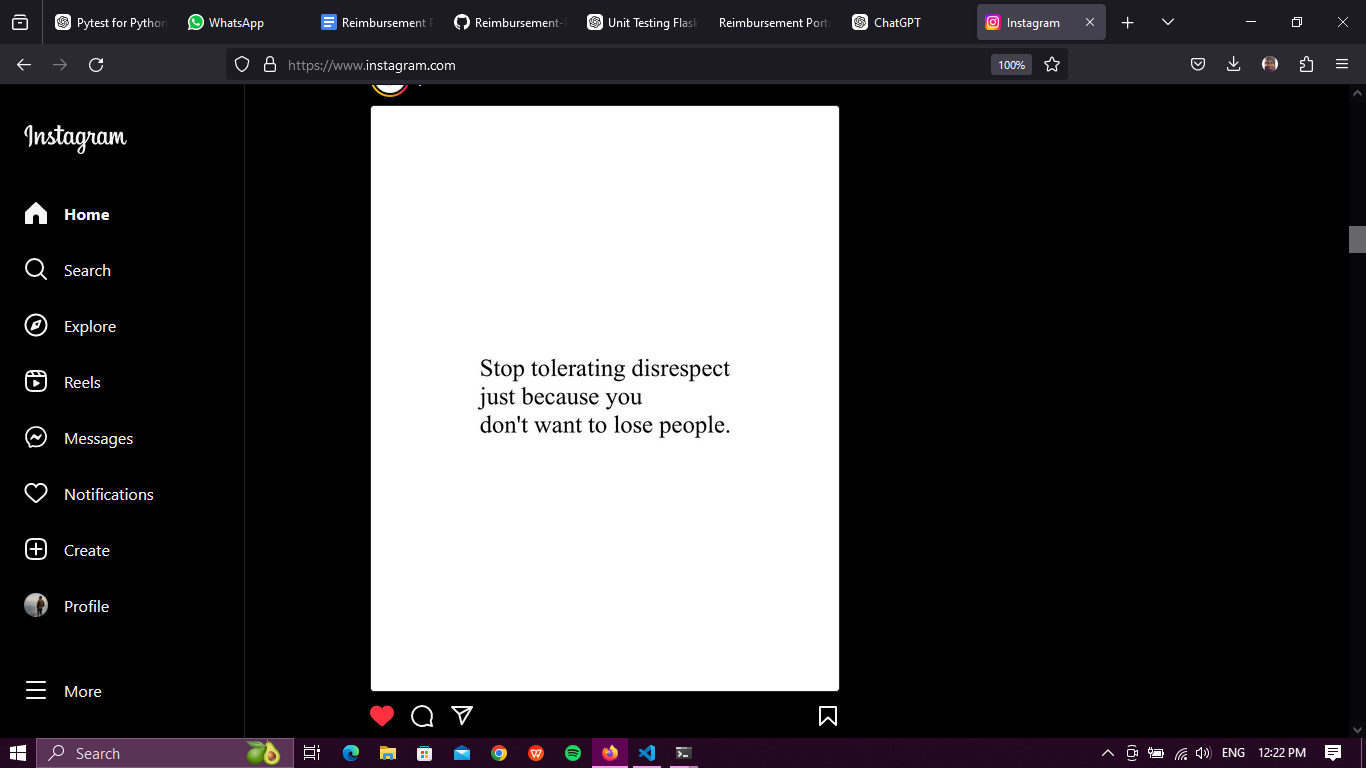 Pytest for Python
WhatsApp
Reimbursement
Reimbursement-
Unit Testing Flask
Reimbursement Porta
ChatGPT
Instagram
https://www.instagram.com
100%
Instagram
Home
Search
Explore
Reels
Messages
Notifications
Create
Profile
More
Stop tolerating disrespect
just because you
don't want to lose people.
Search
ENG
12:22 PM